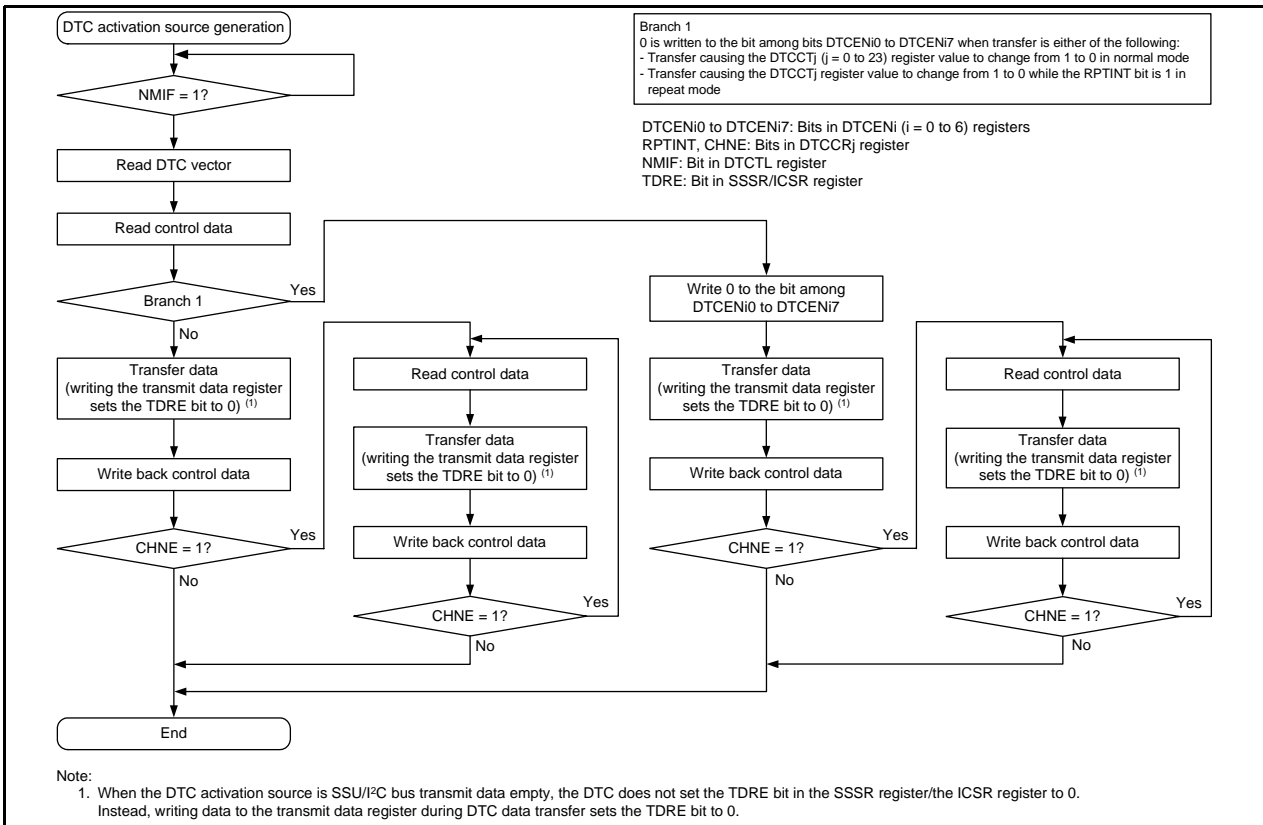 DTC activation source generation
NMIF = 1?
Read DTC vector
Read control data
Branch 1
Yes
No
Transfer data
(writing the transmit data register
sets the TDRE bit to 0) (1)
Write back control data
CHNE = 1?
Yes
No
Read control data
Transfer data
(writing the transmit data register
sets the TDRE bit to 0) (1)
Write back control data
CHNE = 1?
Yes
No
Branch 1
0 is written to the bit among bits DTCENi0 to DTCENi7 when transfer is either of the following:
- Transfer causing the DTCCTj (j = 0 to 23) register value to change from 1 to 0 in normal mode
- Transfer causing the DTCCTj register value to change from 1 to 0 while the RPTINT bit is 1 in
repeat mode
DTCENi0 to DTCENi7: Bits in DTCENi (i = 0 to 6) registers
RPTINT, CHNE: Bits in DTCCRj register
NMIF: Bit in DTCTL register
TDRE: Bit in SSSR/ICSR register
Write 0 to the bit among
DTCENi0 to DTCENi7
Transfer data
(writing the transmit data register
sets the TDRE bit to 0) (1)
Write back control data
CHNE = 1?
Yes
No
Read control data
Transfer data
(writing the transmit data register
sets the TDRE bit to 0) (1)
Write back control data
CHNE = 1?
Yes
No
End
Note:
1. When the DTC activation source is SSU/I²C bus transmit data empty, the DTC does not set the TDRE bit in the SSSR register/the ICSR register to 0.
Instead, writing data to the transmit data register during DTC data transfer sets the TDRE bit to 0.